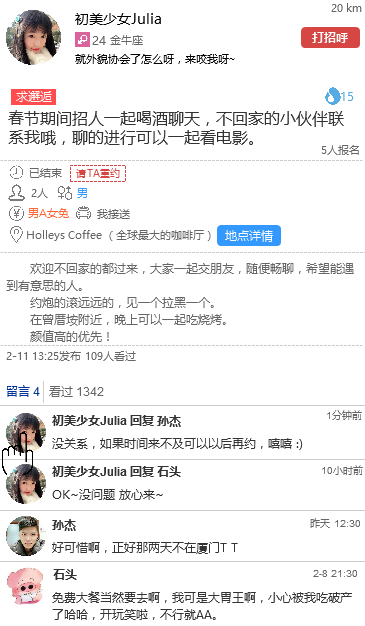 20 km
初美少女Julia
24 金牛座
打招呼
就外貌协会了怎么呀，来咬我呀~
求邂逅
15
春节期间招人一起喝酒聊天，不回家的小伙伴联
系我哦，聊的进行可以一起看电影。
5人报名
已结束 请TA重约
2人 男
男A女免 我接送
Holleys Coffee（全球最大的咖啡厅） 地点详情
欢迎不回家的都过来，大家一起交朋友，随便畅聊，希望能遇
到有意思的人。
约炮的滚远远的，见一个拉黑一个。
在曾厝垵附近，晚上可以一起吃烧烤。
颜值高的优先！
2-11 13:25发布 109人看过
留言 4 看过 1342
初美少女Julia 回复 孙杰 1分钟前
没关系，如果时间来不及可以以后再约，嘻嘻 :)
初美少女Julia 回复 石头 10小时前
OK~没问题 放心来~
孙杰 昨天 12:30
好可惜啊，正好那两天不在厦门T T
石头 2-8 21:30
免费大餐当然要去啊，我可是大胃王啊，小心被我吃破产
了哈哈，开玩笑啦，不行就AA。